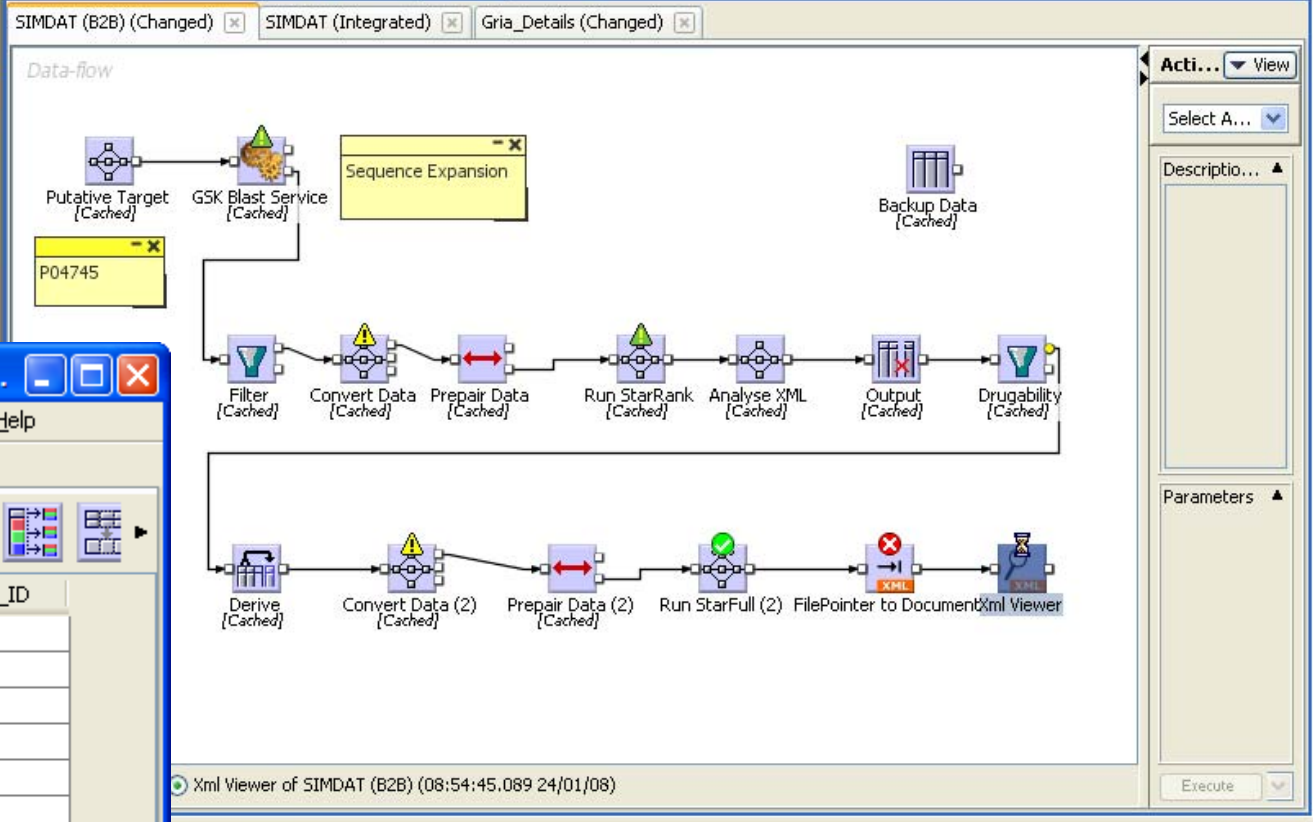 SIMDAT (B2B) (Changed)
SIMDAT (Integrated)
Gria_Details (Changed)
Data-flow
Acti... View
Select A...
Descriptio...
Sequence Expansion
Putative Target
[Cached]
GSK Blast Service
[Cached]
Backup Data
[Cached]
P04745
Filter
[Cached]
Convert Data
[Cached]
Prepair Data
[Cached]
Run StarRank
[Cached]
Analyse XML
[Cached]
Output
[Cached]
Drugability
[Cached]
Help
Parameters
_ID
XML
XML
Derive
[Cached]
Convert Data (2)
[Cached]
Prepair Data (2)
[Cached]
Run StarFull (2)
FilePointer to Document
Xml Viewer
Xml Viewer of SIMDAT (B2B) (08:54:45.089 24/01/08)
Execute